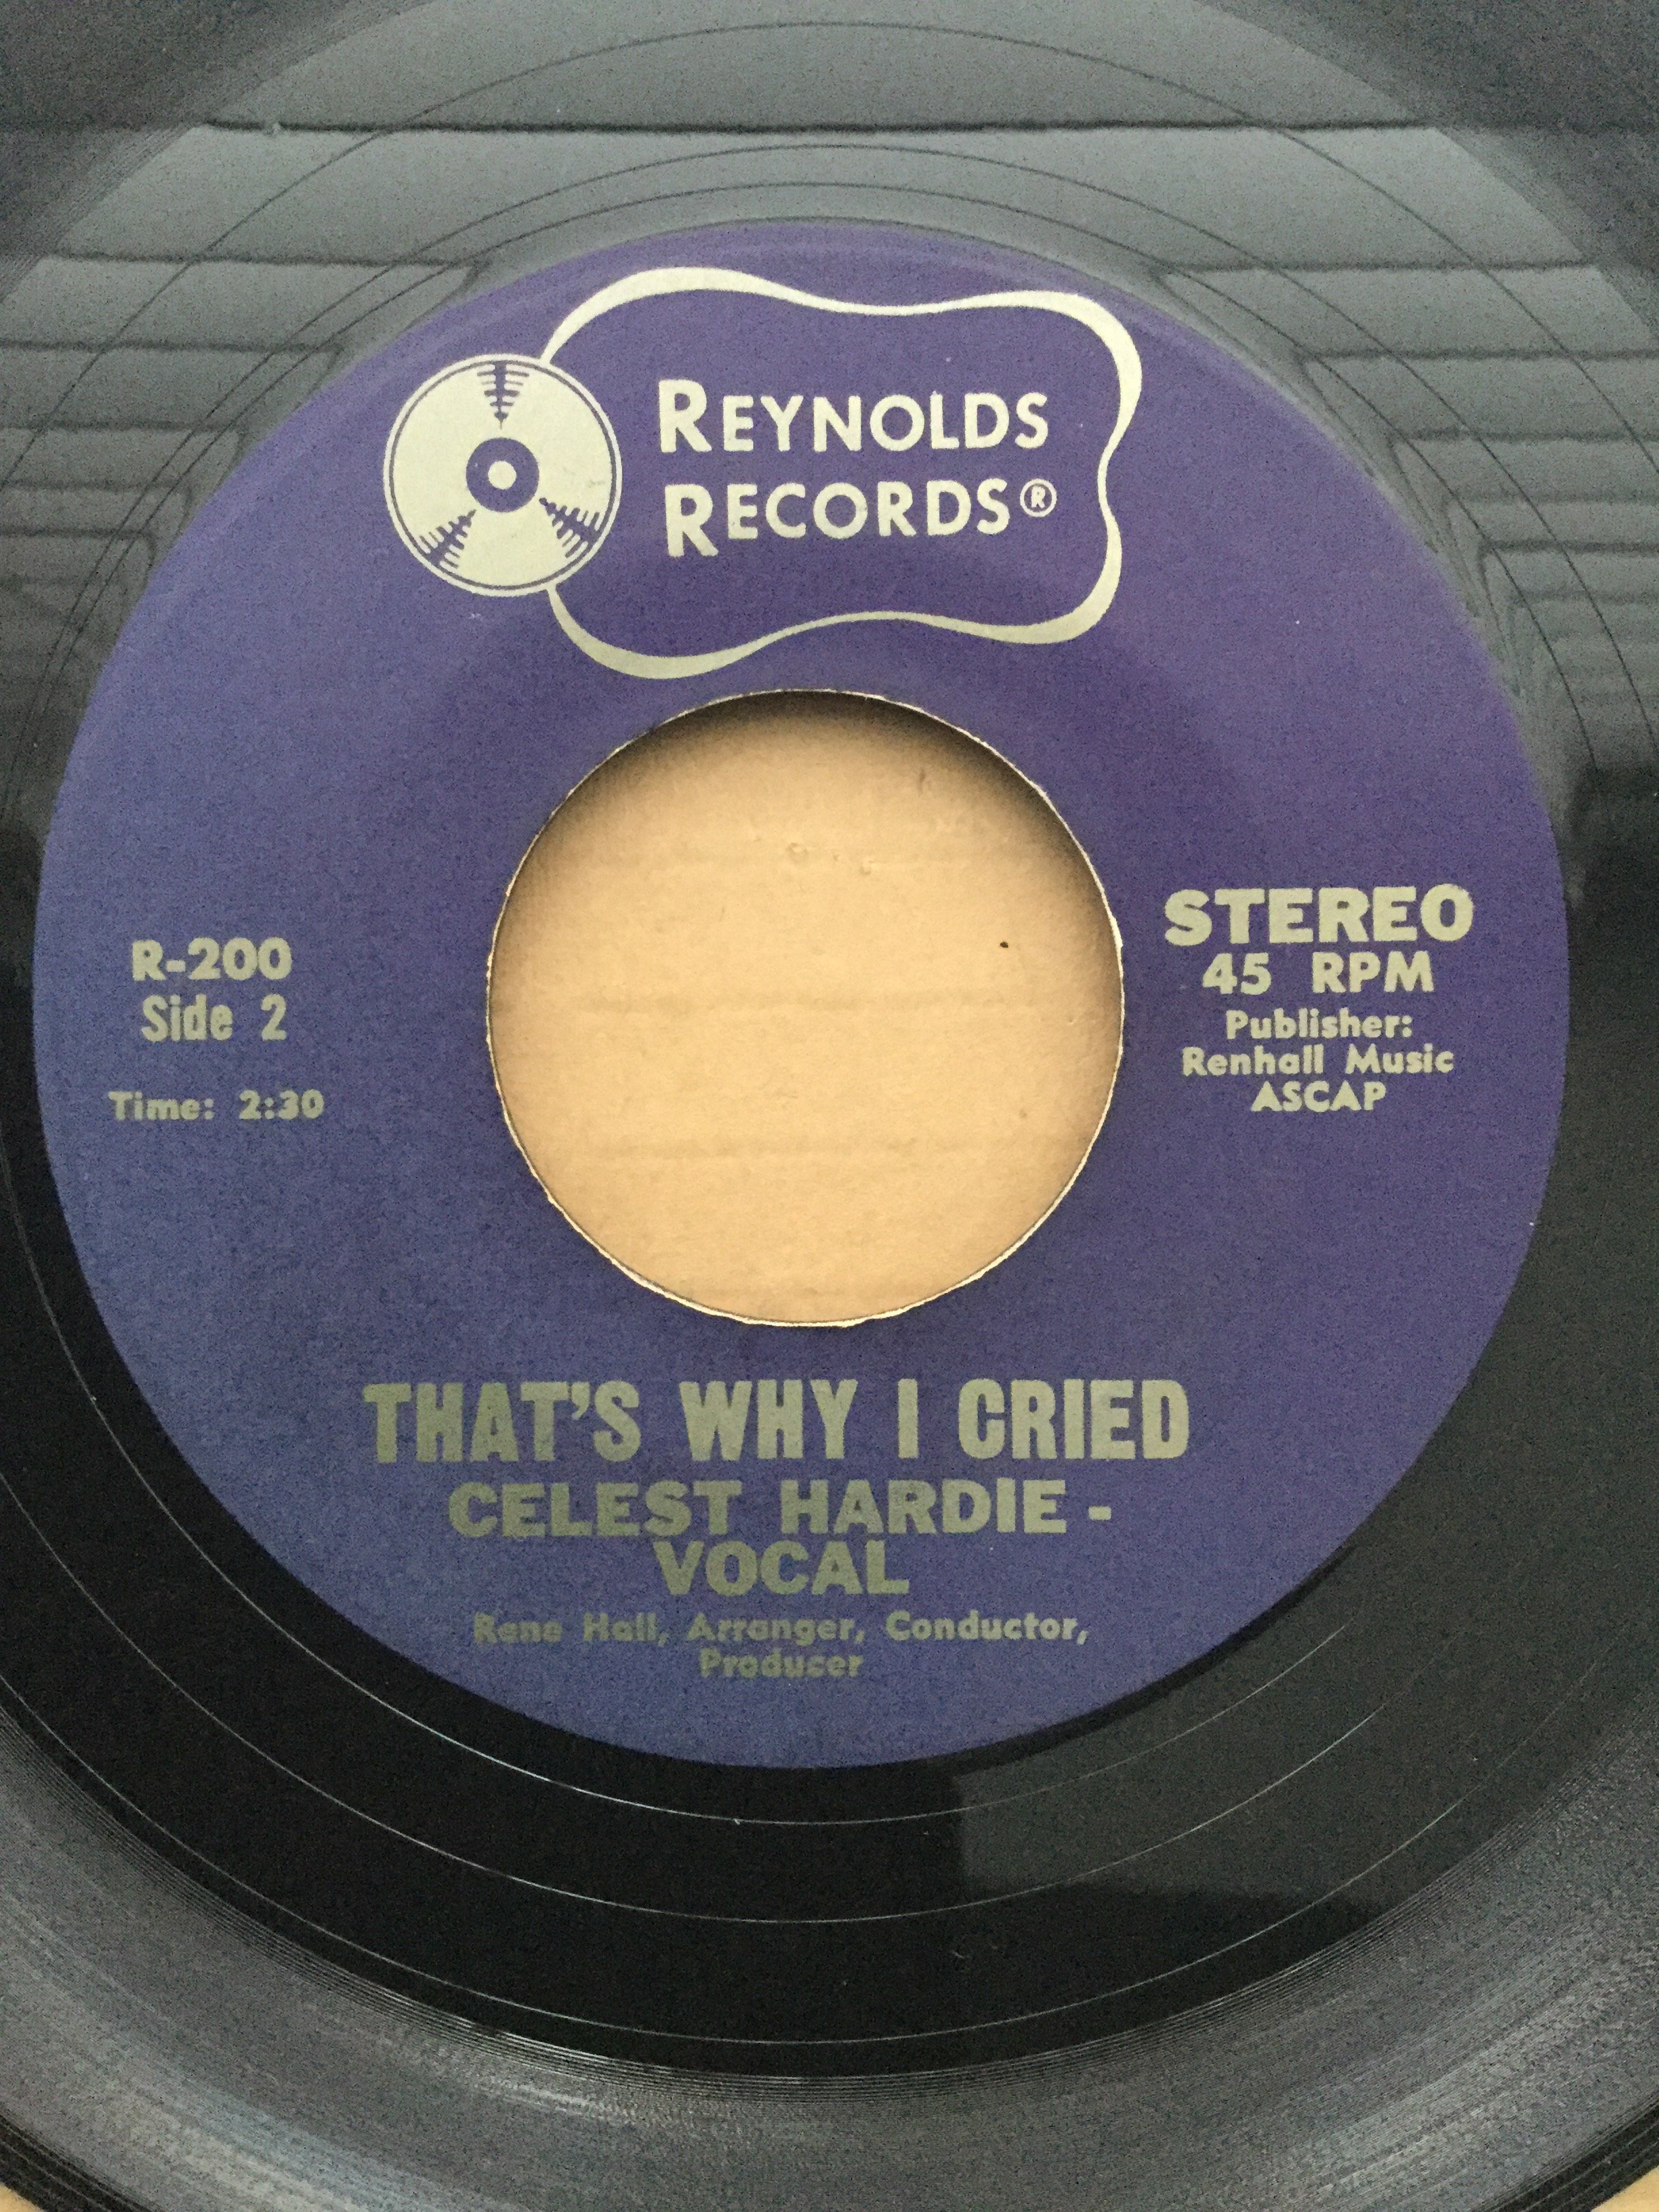 REYNOLDS
RECORDS®
R-200
Side 2
Time: 2:30
STEREO
45 RPM
Publisher:
Renhall Music
ASCAP
THAT'S WHY I CRIED
CELEST HARDIE -
VOCAL
Rene Hall, Arranger, Conductor,
Producer